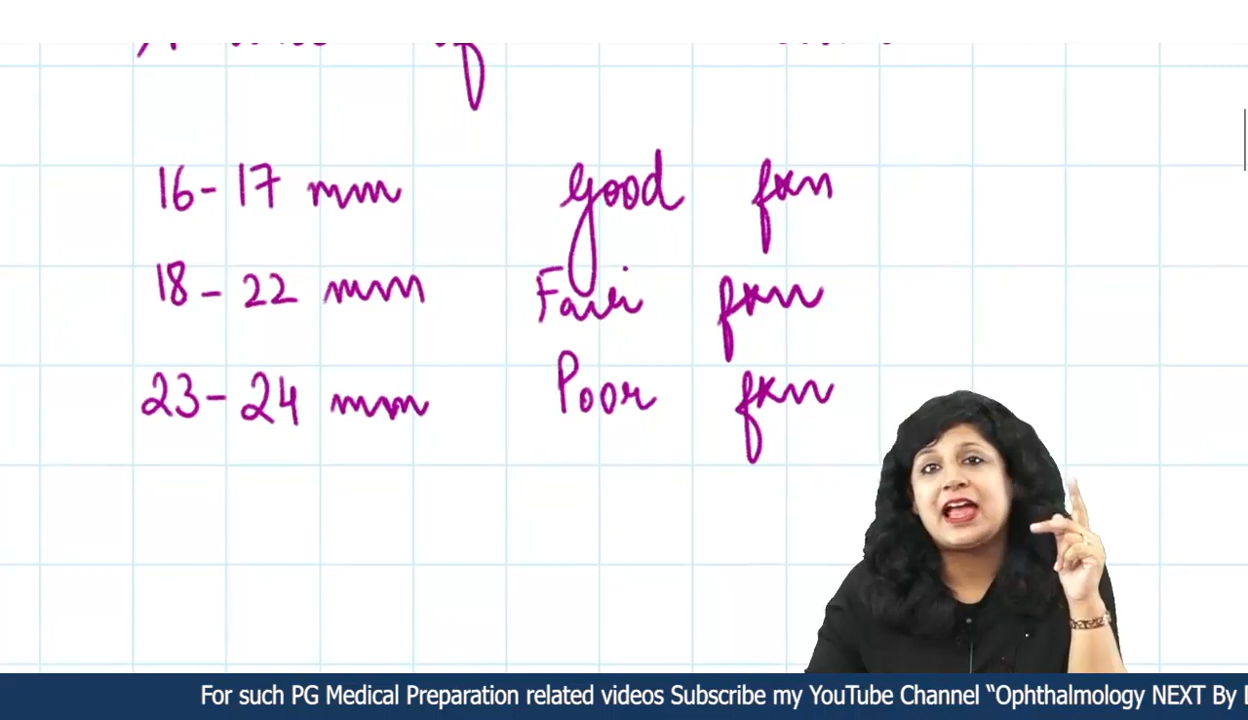 16-17 mm Good fxn
18-22 mm Fair fxn
23-24 mm Poor fxn
For such PG Medical Preparation related videos Subscribe my YouTube Channel “Ophthalmology NEXT By